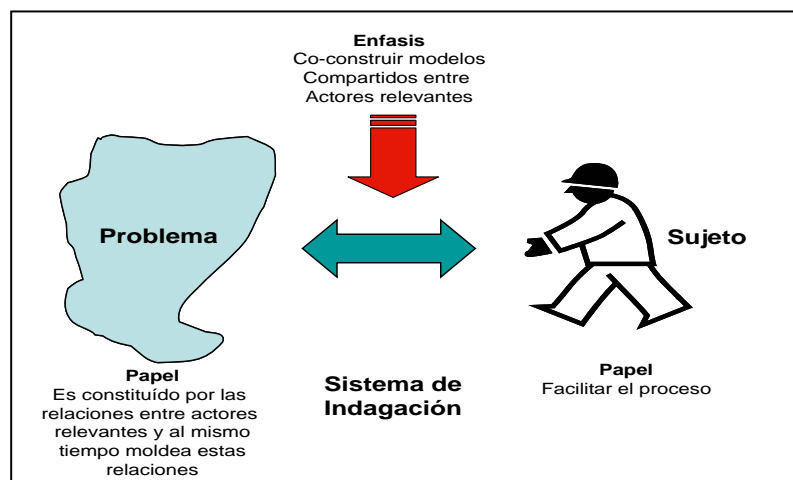 Enfasis
Co-construir modelos
Compartidos entre
Actores relevantes
Problema
Sujeto
Papel
Es constituído por las
relaciones entre actores
relevantes y al mismo
tiempo moldea estas
relaciones
Sistema de
Indagación
Papel
Facilitar el proceso